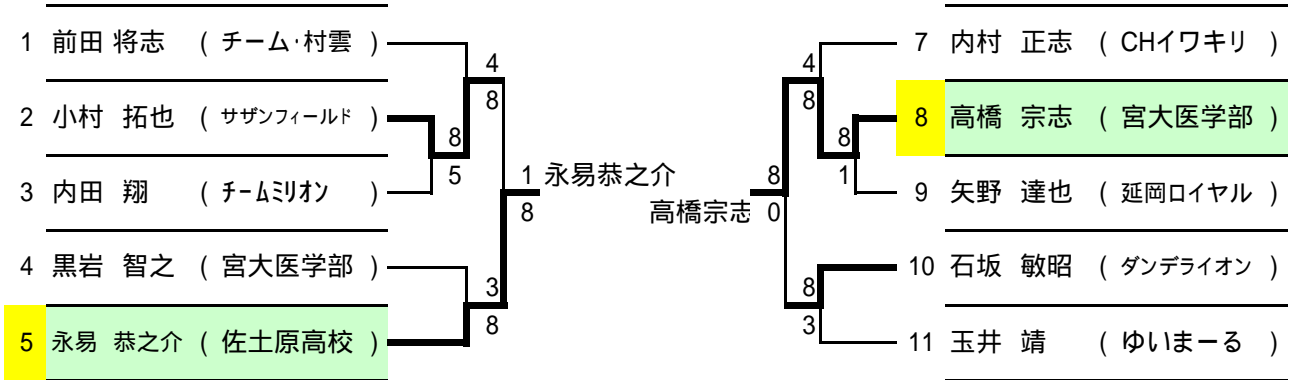 1 前田 将志 ( チーム・村雲 )
4
8
2 小村 拓也 ( サザンフィールド )
8
5
3 内田 翔 ( チームミリオン )
1 永易恭之介
8
4 黒岩 智之 ( 宮大医学部 )
3
8
5 永易 恭之介 ( 佐土原高校 )
7 内村 正志 ( CHイワキリ )
4
8
8 高橋 宗志 ( 宮大医学部 )
8
1
9 矢野 達也 ( 延岡ロイヤル )
8
高橋宗志 0
10 石坂 敏昭 ( ダンデライオン )
8
3
11 玉井 靖 ( ゆいまーる )